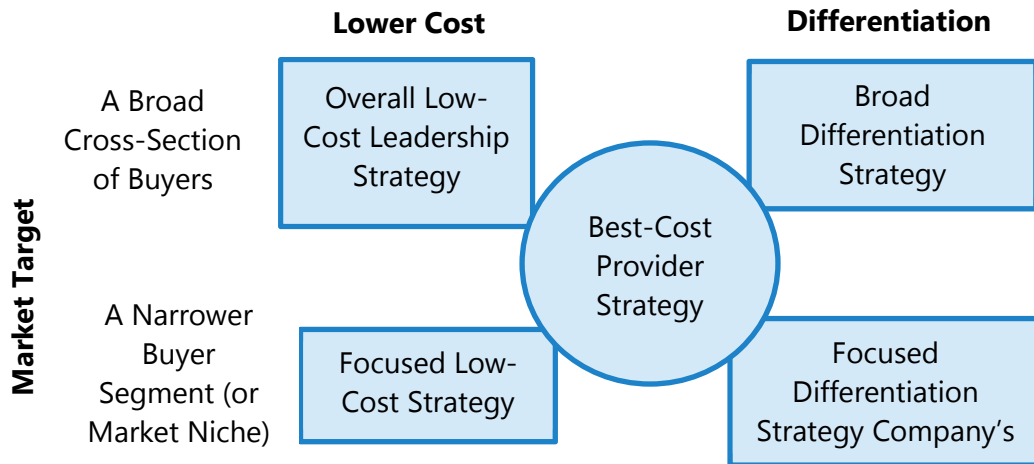 Lower Cost
Differentiation
Market Target
A Broad
Cross-Section
of Buyers
Overall Low-
Cost Leadership
Strategy
Broad
Differentiation
Strategy
Best-Cost
Provider
Strategy
A Narrower
Buyer
Segment (or
Market Niche)
Focused Low-
Cost Strategy
Focused
Differentiation
Strategy Company’s